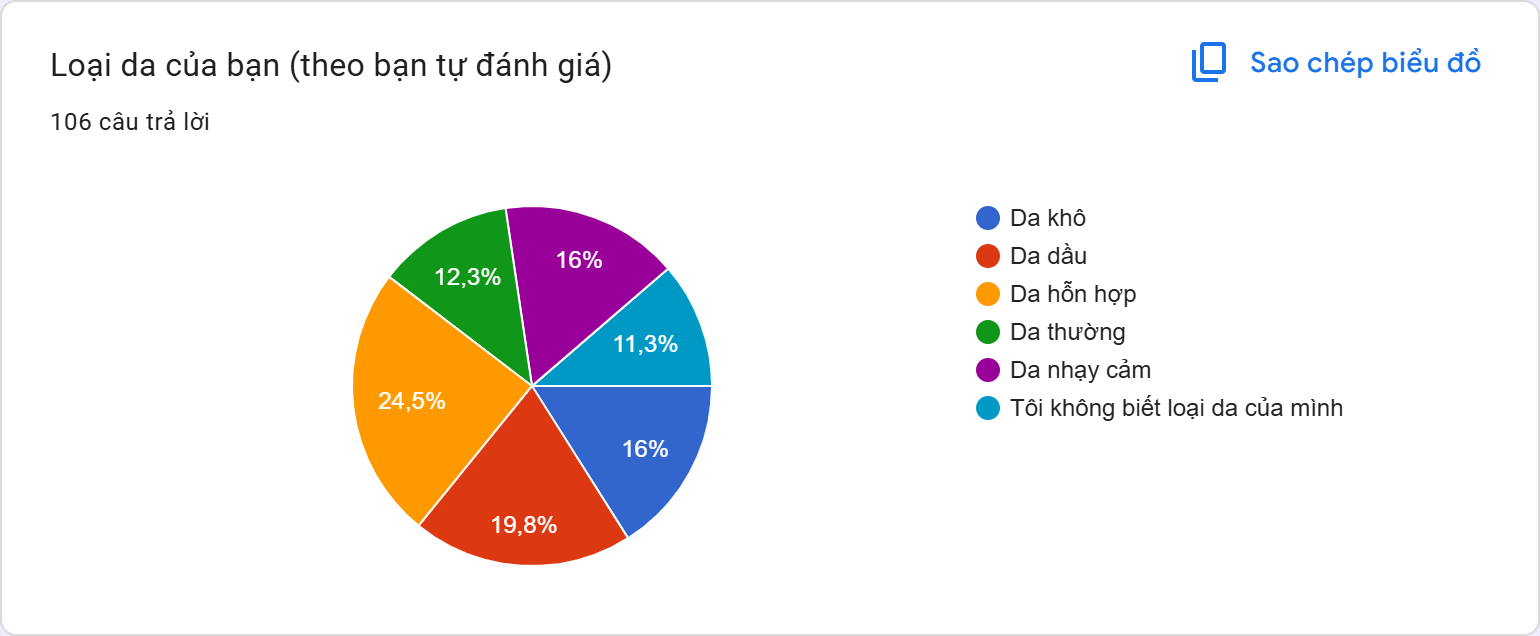 Loại da của bạn (theo bạn tự đánh giá)
Sao chép biểu đồ
106 câu trả lời
16%
11,3%
12,3%
24,5%
19,8%
16%
Da khô
Da dầu
Da hỗn hợp
Da thường
Da nhạy cảm
Tôi không biết loại da của mình